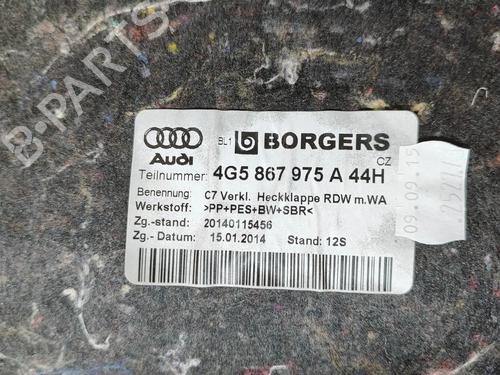 B-PARTS
Audi
BL1 BORGERS
CZ
Teilnummer: 4G5 867 975 A 44H
Benennung: C7 Verkl. Heckklappe RDW m.WA
Werkstoff: >PP+PES+BW+SBR<
Zg.-stand: 20140115456
Zg.- Datum: 15.01.2014 Stand: 12S
09.09.15